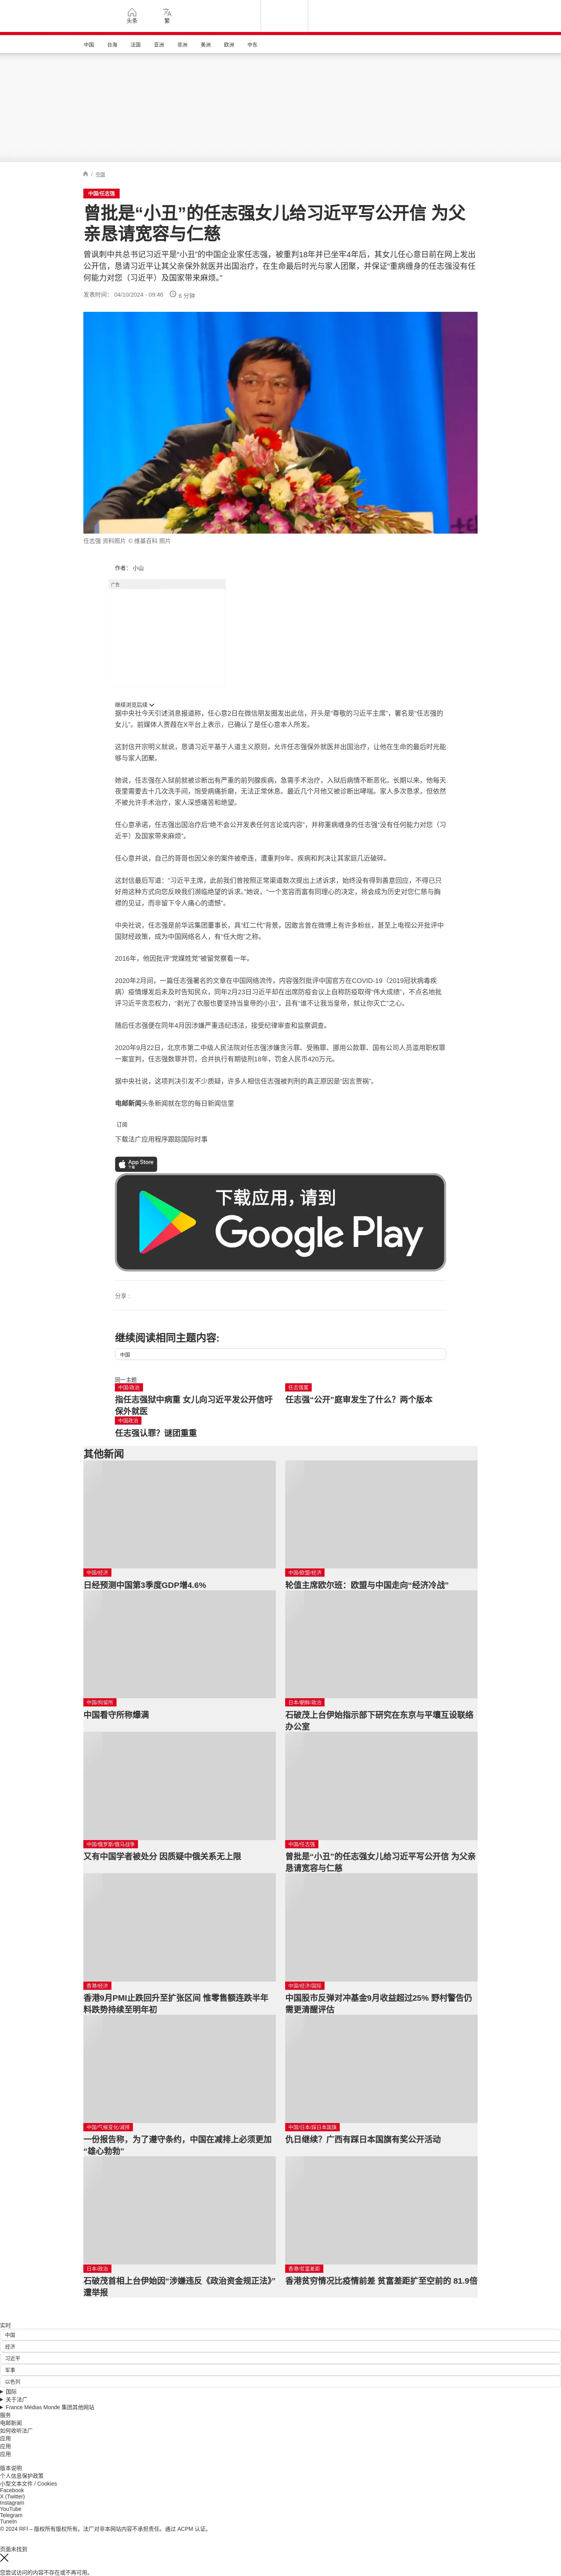 头条
繁
中国
台海
法国
亚洲
非洲
美洲
欧洲
中东
/ 中国
中国/任志强
曾批是“小丑”的任志强女儿给习近平写公开信 为父
亲恳请宽容与仁慈
曾讽刺中共总书记习近平是“小丑”的中国企业家任志强，被重判18年并已坐牢4年后，其女儿任心意日前在网上发出
公开信，恳请习近平让其父亲保外就医并出国治疗，在生命最后时光与家人团聚，并保证“重病缠身的任志强没有任
何能力对您（习近平）及国家带来麻烦。”
发表时间： 04/10/2024 - 09:46
6 分钟
任志强 资料照片 © 维基百科 照片
作者： 小山
广告
继续浏览后续
据中央社今天引述消息报道称，任心意2日在微信朋友圈发出此信，开头是“尊敬的习近平主席”，署名是“任志强的
女儿”。前媒体人贾葭在X平台上表示，已确认了是任心意本人所发。
这封信开宗明义就说，恳请习近平基于人道主义原则，允许任志强保外就医并出国治疗，让他在生命的最后时光能
够与家人团聚。
她说，任志强在入狱前就被诊断出有严重的前列腺疾病，急需手术治疗，入狱后病情不断恶化。长期以来，他每天
夜里需要去十几次洗手间，饱受病痛折磨，无法正常休息。最近几个月他又被诊断出哮喘。家人多次恳求，但依然
不被允许手术治疗，家人深感痛苦和绝望。
任心意承诺，任志强出国治疗后“绝不会公开发表任何言论或内容”，并称重病缠身的任志强“没有任何能力对您（习
近平）及国家带来麻烦”。
任心意并说，自己的哥哥也因父亲的案件被牵连，遭重判9年。疾病和判决让其家庭几近破碎。
这封信最后写道：“习近平主席，此前我们曾按照正常渠道数次提出上述诉求，始终没有得到善意回应，不得已只
好用这种方式向您反映我们濒临绝望的诉求。”她说，“一个宽容而富有同理心的决定，将会成为历史对您仁慈与胸
襟的见证，而非留下令人痛心的遗憾”。
中央社说，任志强是前华远集团董事长，具“红二代”背景，因敢言曾在微博上有许多粉丝，甚至上电视公开批评中
国财经政策，成为中国网络名人，有“任大炮”之称。
2016年，他因批评“党媒姓党”被留党察看一年。
2020年2月间，一篇任志强署名的文章在中国网络流传，内容强烈批评中国官方在COVID-19（2019冠状病毒疾
病）疫情爆发后未及时告知民众，同年2月23日习近平却在出席防疫会议上自称防疫取得“伟大成绩”，不点名地批
评习近平贪恋权力，“剥光了衣服也要坚持当皇帝的小丑”，且有“谁不让我当皇帝，就让你灭亡”之心。
随后任志强便在同年4月因涉嫌严重违纪违法，接受纪律审查和监察调查。
2020年9月22日，北京市第二中级人民法院对任志强涉嫌贪污罪、受贿罪、挪用公款罪、国有公司人员滥用职权罪
一案宣判，任志强数罪并罚，合并执行有期徒刑18年，罚金人民币420万元。
据中央社说，这项判决引发不少质疑，许多人相信任志强被判刑的真正原因是“因言贾祸”。
电邮新闻头条新闻就在您的每日新闻信里
订阅
下载法广应用程序跟踪国际时事
App Store
下载
下载应用，请到
Google Play
分享 :
继续阅读相同主题内容:
中国
同一主题
中国/政治
指任志强狱中病重 女儿向习近平发公开信吁
保外就医
任志强案
任志强“公开”庭审发生了什么？两个版本
中国政治
任志强认罪？谜团重重
其他新闻
中国/经济
日经预测中国第3季度GDP增4.6%
中国/欧盟/经济
轮值主席欧尔班：欧盟与中国走向“经济冷战”
中国/拘留所
中国看守所称爆满
日本/朝鲜/政治
石破茂上台伊始指示部下研究在东京与平壤互设联络
办公室
中国/俄罗斯/俄乌战争
又有中国学者被处分 因质疑中俄关系无上限
中国/任志强
曾批是“小丑”的任志强女儿给习近平写公开信 为父亲
恳请宽容与仁慈
香港/经济
香港9月PMI止跌回升至扩张区间 惟零售额连跌半年
料跌势持续至明年初
中国/经济/国际
中国股市反弹对冲基金9月收益超过25% 野村警告仍
需更清醒评估
中国/气候变化/减排
一份报告称，为了遵守条约，中国在减排上必须更加
“雄心勃勃”
中国/日本/踩日本国旗
仇日继续？广西有踩日本国旗有奖公开活动
日本/政治
石破茂首相上台伊始因“涉嫌违反《政治资金规正法》”
遭举报
香港/贫富差距
香港贫穷情况比疫情前差 贫富差距扩至空前的 81.9倍
实时
中国
经济
习近平
军事
以色列
国际
关于法广
France Médias Monde 集团其他网站
服务
电邮新闻
如何收听法广
应用
应用
应用
版本说明
个人信息保护政策
小型文本文件 / Cookies
Facebook
X (Twitter)
Instagram
YouTube
Telegram
TuneIn
© 2024 RFI – 版权所有版权所有。法广对非本网站内容不承担责任。通过 ACPM 认证。
页面未找到
您尝试访问的内容不存在或不再可用。